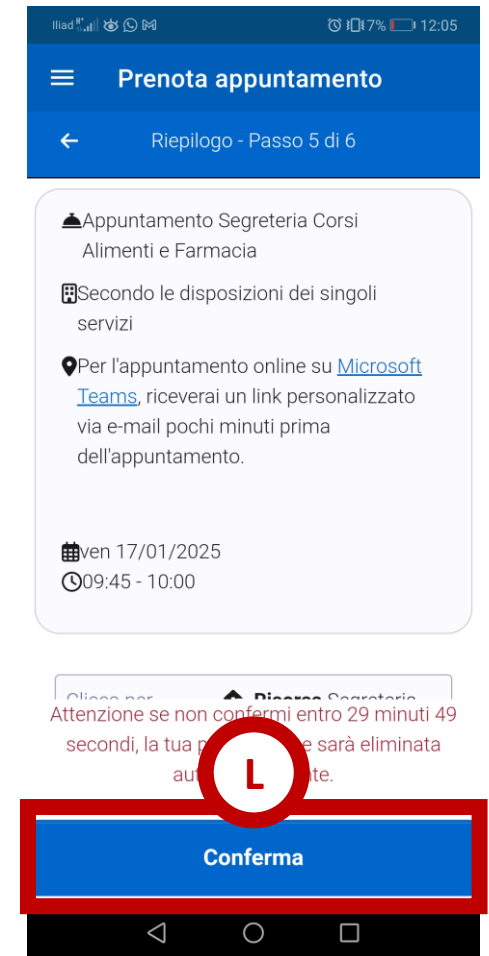 Iliad 7% 12:05
Prenota appuntamento
Riepilogo - Passo 5 di 6
Appuntamento Segreteria Corsi
Alimenti e Farmacia
Secondo le disposizioni dei singoli
servizi
Per l'appuntamento online su Microsoft
Teams, riceverai un link personalizzato
via e-mail pochi minuti prima
dell'appuntamento.
ven 17/01/2025
09:45 - 10:00
Attenzione se non confermi entro 29 minuti 49
secondi, la tua sarà eliminata
L
Conferma